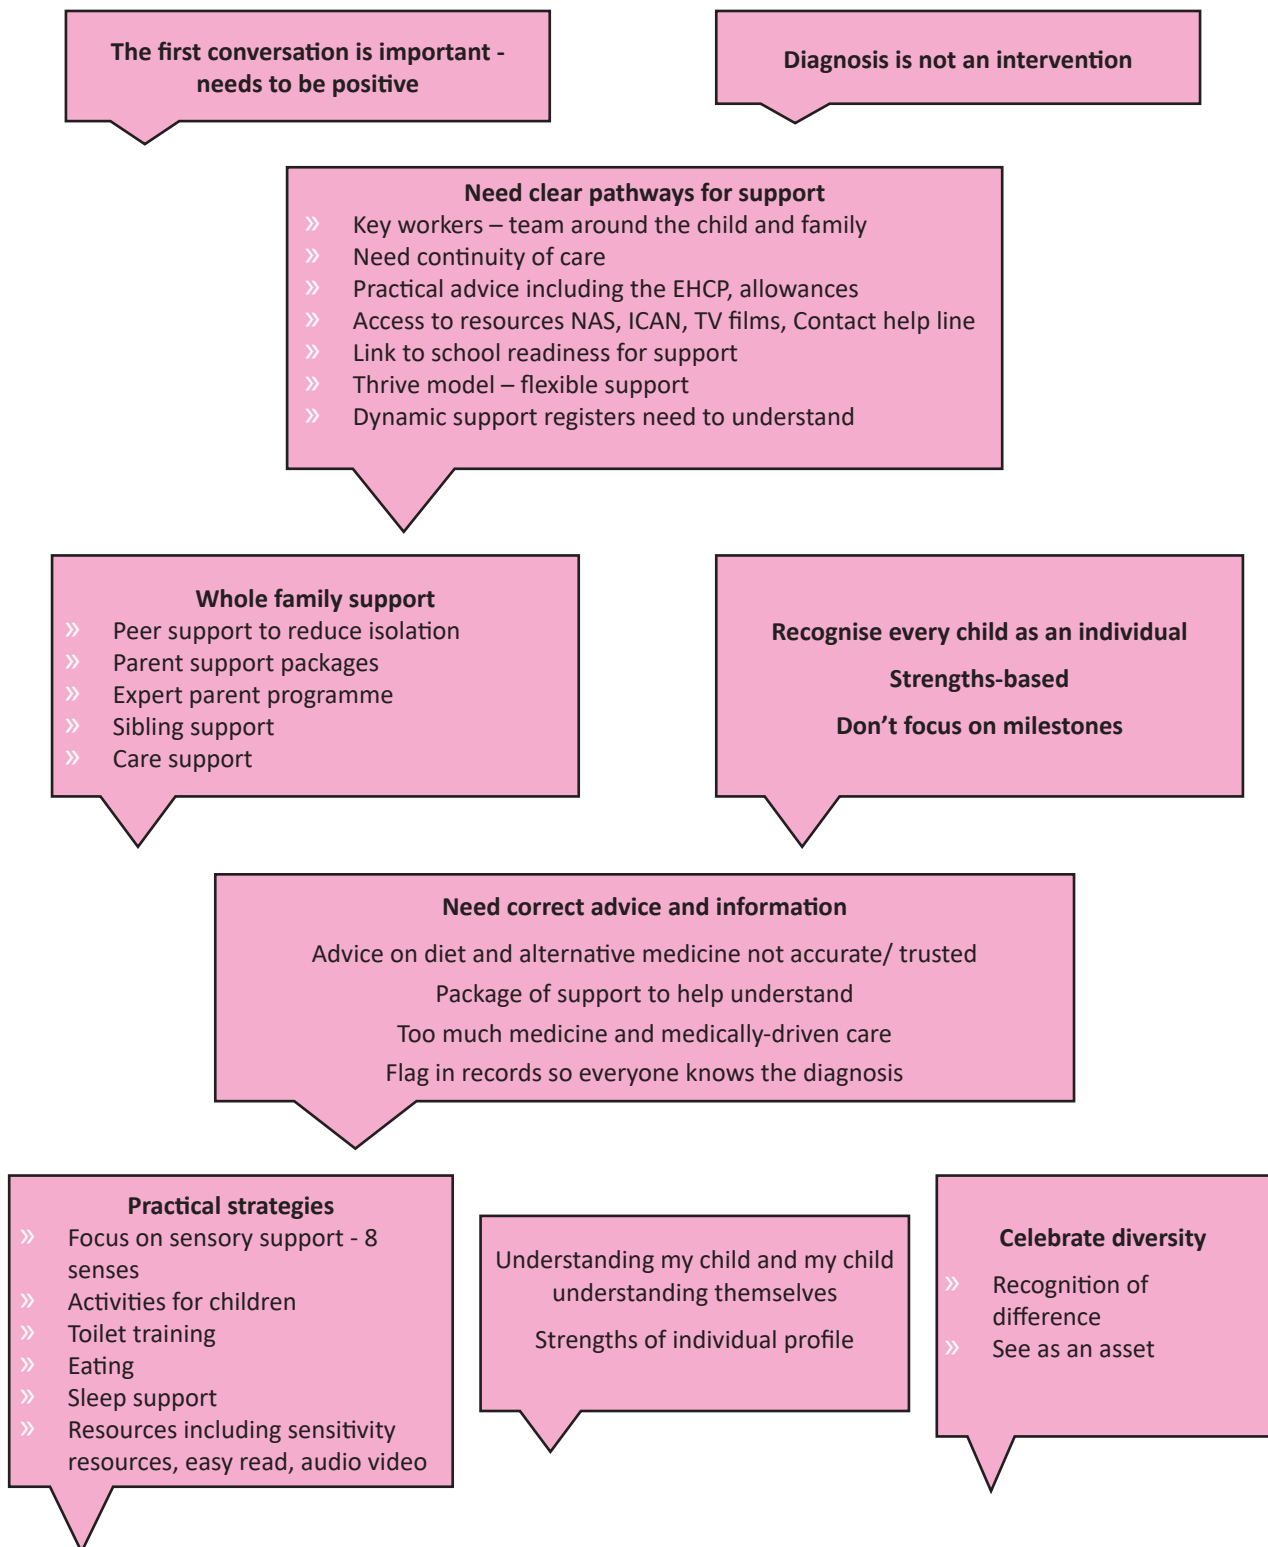 The first conversation is important -
needs to be positive
Diagnosis is not an intervention
Need clear pathways for support
» Key workers – team around the child and family
» Need continuity of care
» Practical advice including the EHCP, allowances
» Access to resources NAS, ICAN, TV films, Contact help line
» Link to school readiness for support
» Thrive model – flexible support
» Dynamic support registers need to understand
Whole family support
» Peer support to reduce isolation
» Parent support packages
» Expert parent programme
» Sibling support
» Care support
Recognise every child as an individual
Strengths-based
Don’t focus on milestones
Need correct advice and information
Advice on diet and alternative medicine not accurate/ trusted
Package of support to help understand
Too much medicine and medically-driven care
Flag in records so everyone knows the diagnosis
Practical strategies
» Focus on sensory support - 8
senses
» Activities for children
» Toilet training
» Eating
» Sleep support
» Resources including sensitivity
resources, easy read, audio video
Understanding my child and my child
understanding themselves
Strengths of individual profile
Celebrate diversity
» Recognition of
difference
» See as an asset